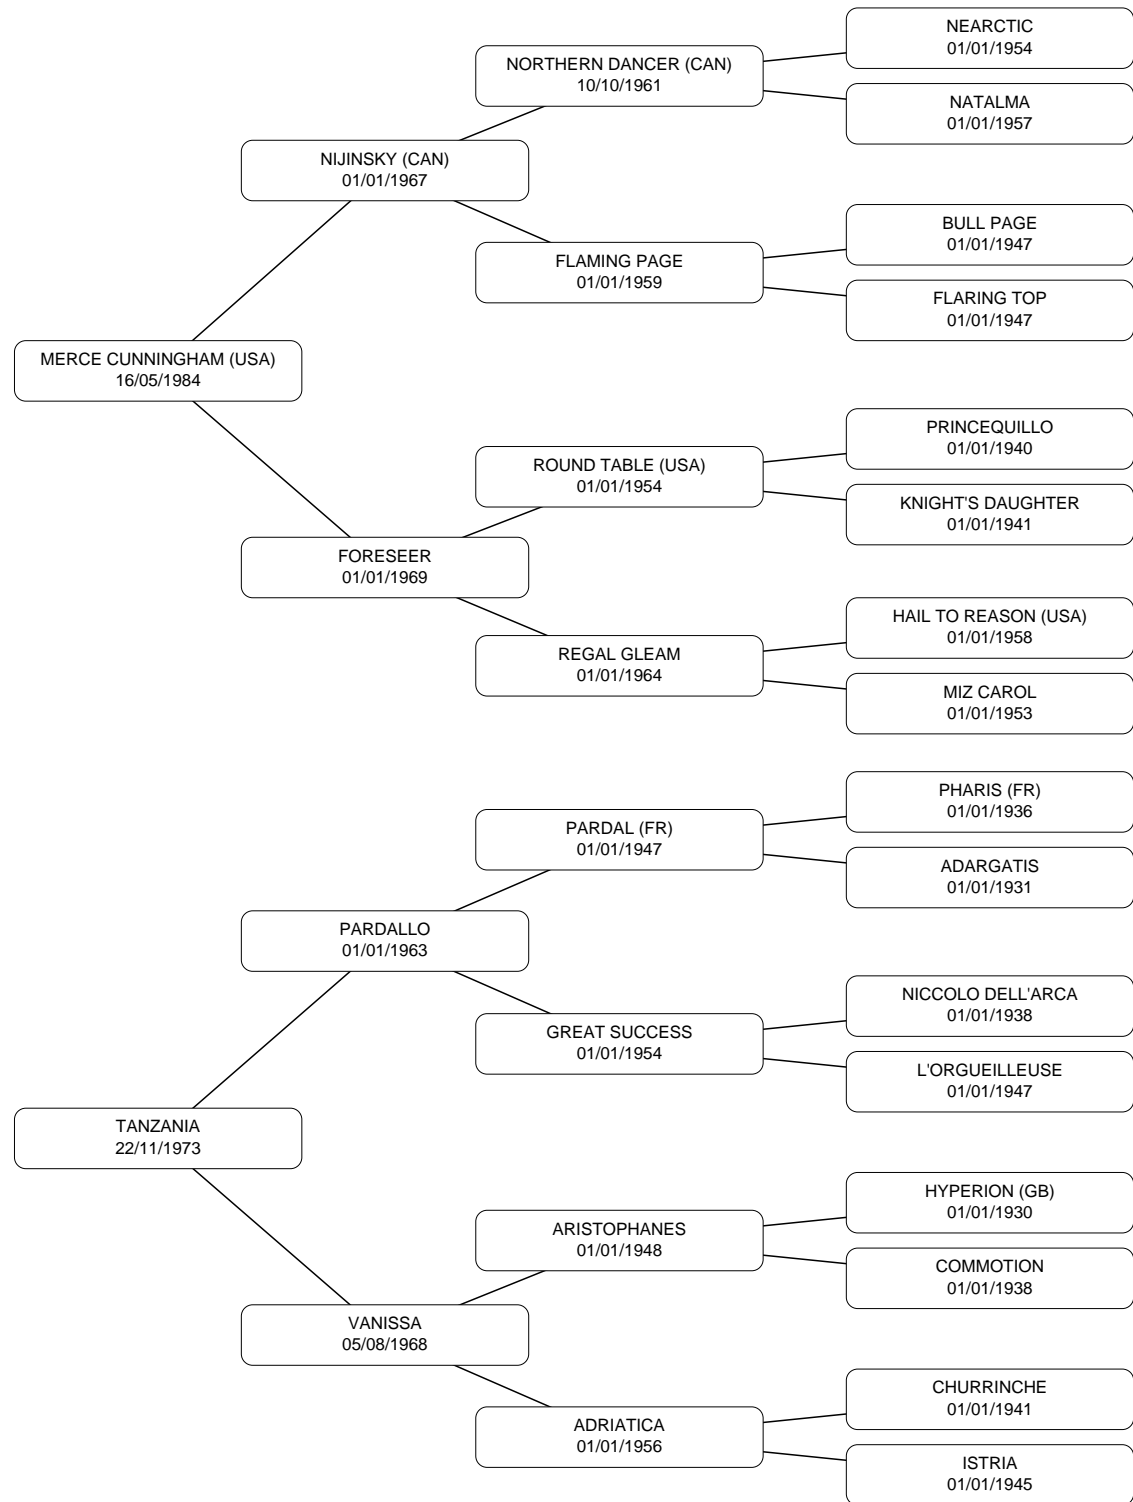 NEARCTIC
01/01/1954
NORTHERN DANCER (CAN)
10/10/1961
NATALMA
01/01/1957
NIJINSKY (CAN)
01/01/1967
BULL PAGE
01/01/1947
FLAMING PAGE
01/01/1959
FLARING TOP
01/01/1947
MERCE CUNNINGHAM (USA)
16/05/1984
PRINCEQUILLO
01/01/1940
ROUND TABLE (USA)
01/01/1954
KNIGHT'S DAUGHTER
01/01/1941
FORESEER
01/01/1969
HAIL TO REASON (USA)
01/01/1958
REGAL GLEAM
01/01/1964
MIZ CAROL
01/01/1953
PHARIS (FR)
01/01/1936
PARDAL (FR)
01/01/1947
ADARGATIS
01/01/1931
PARDALLO
01/01/1963
NICCOLO DELL'ARCA
01/01/1938
GREAT SUCCESS
01/01/1954
L'ORGUEILLEUSE
01/01/1947
TANZANIA
22/11/1973
HYPERION (GB)
01/01/1930
ARISTOPHANES
01/01/1948
COMMOTION
01/01/1938
VANISSA
05/08/1968
CHURRINCHE
01/01/1941
ADRIATICA
01/01/1956
ISTRIA
01/01/1945